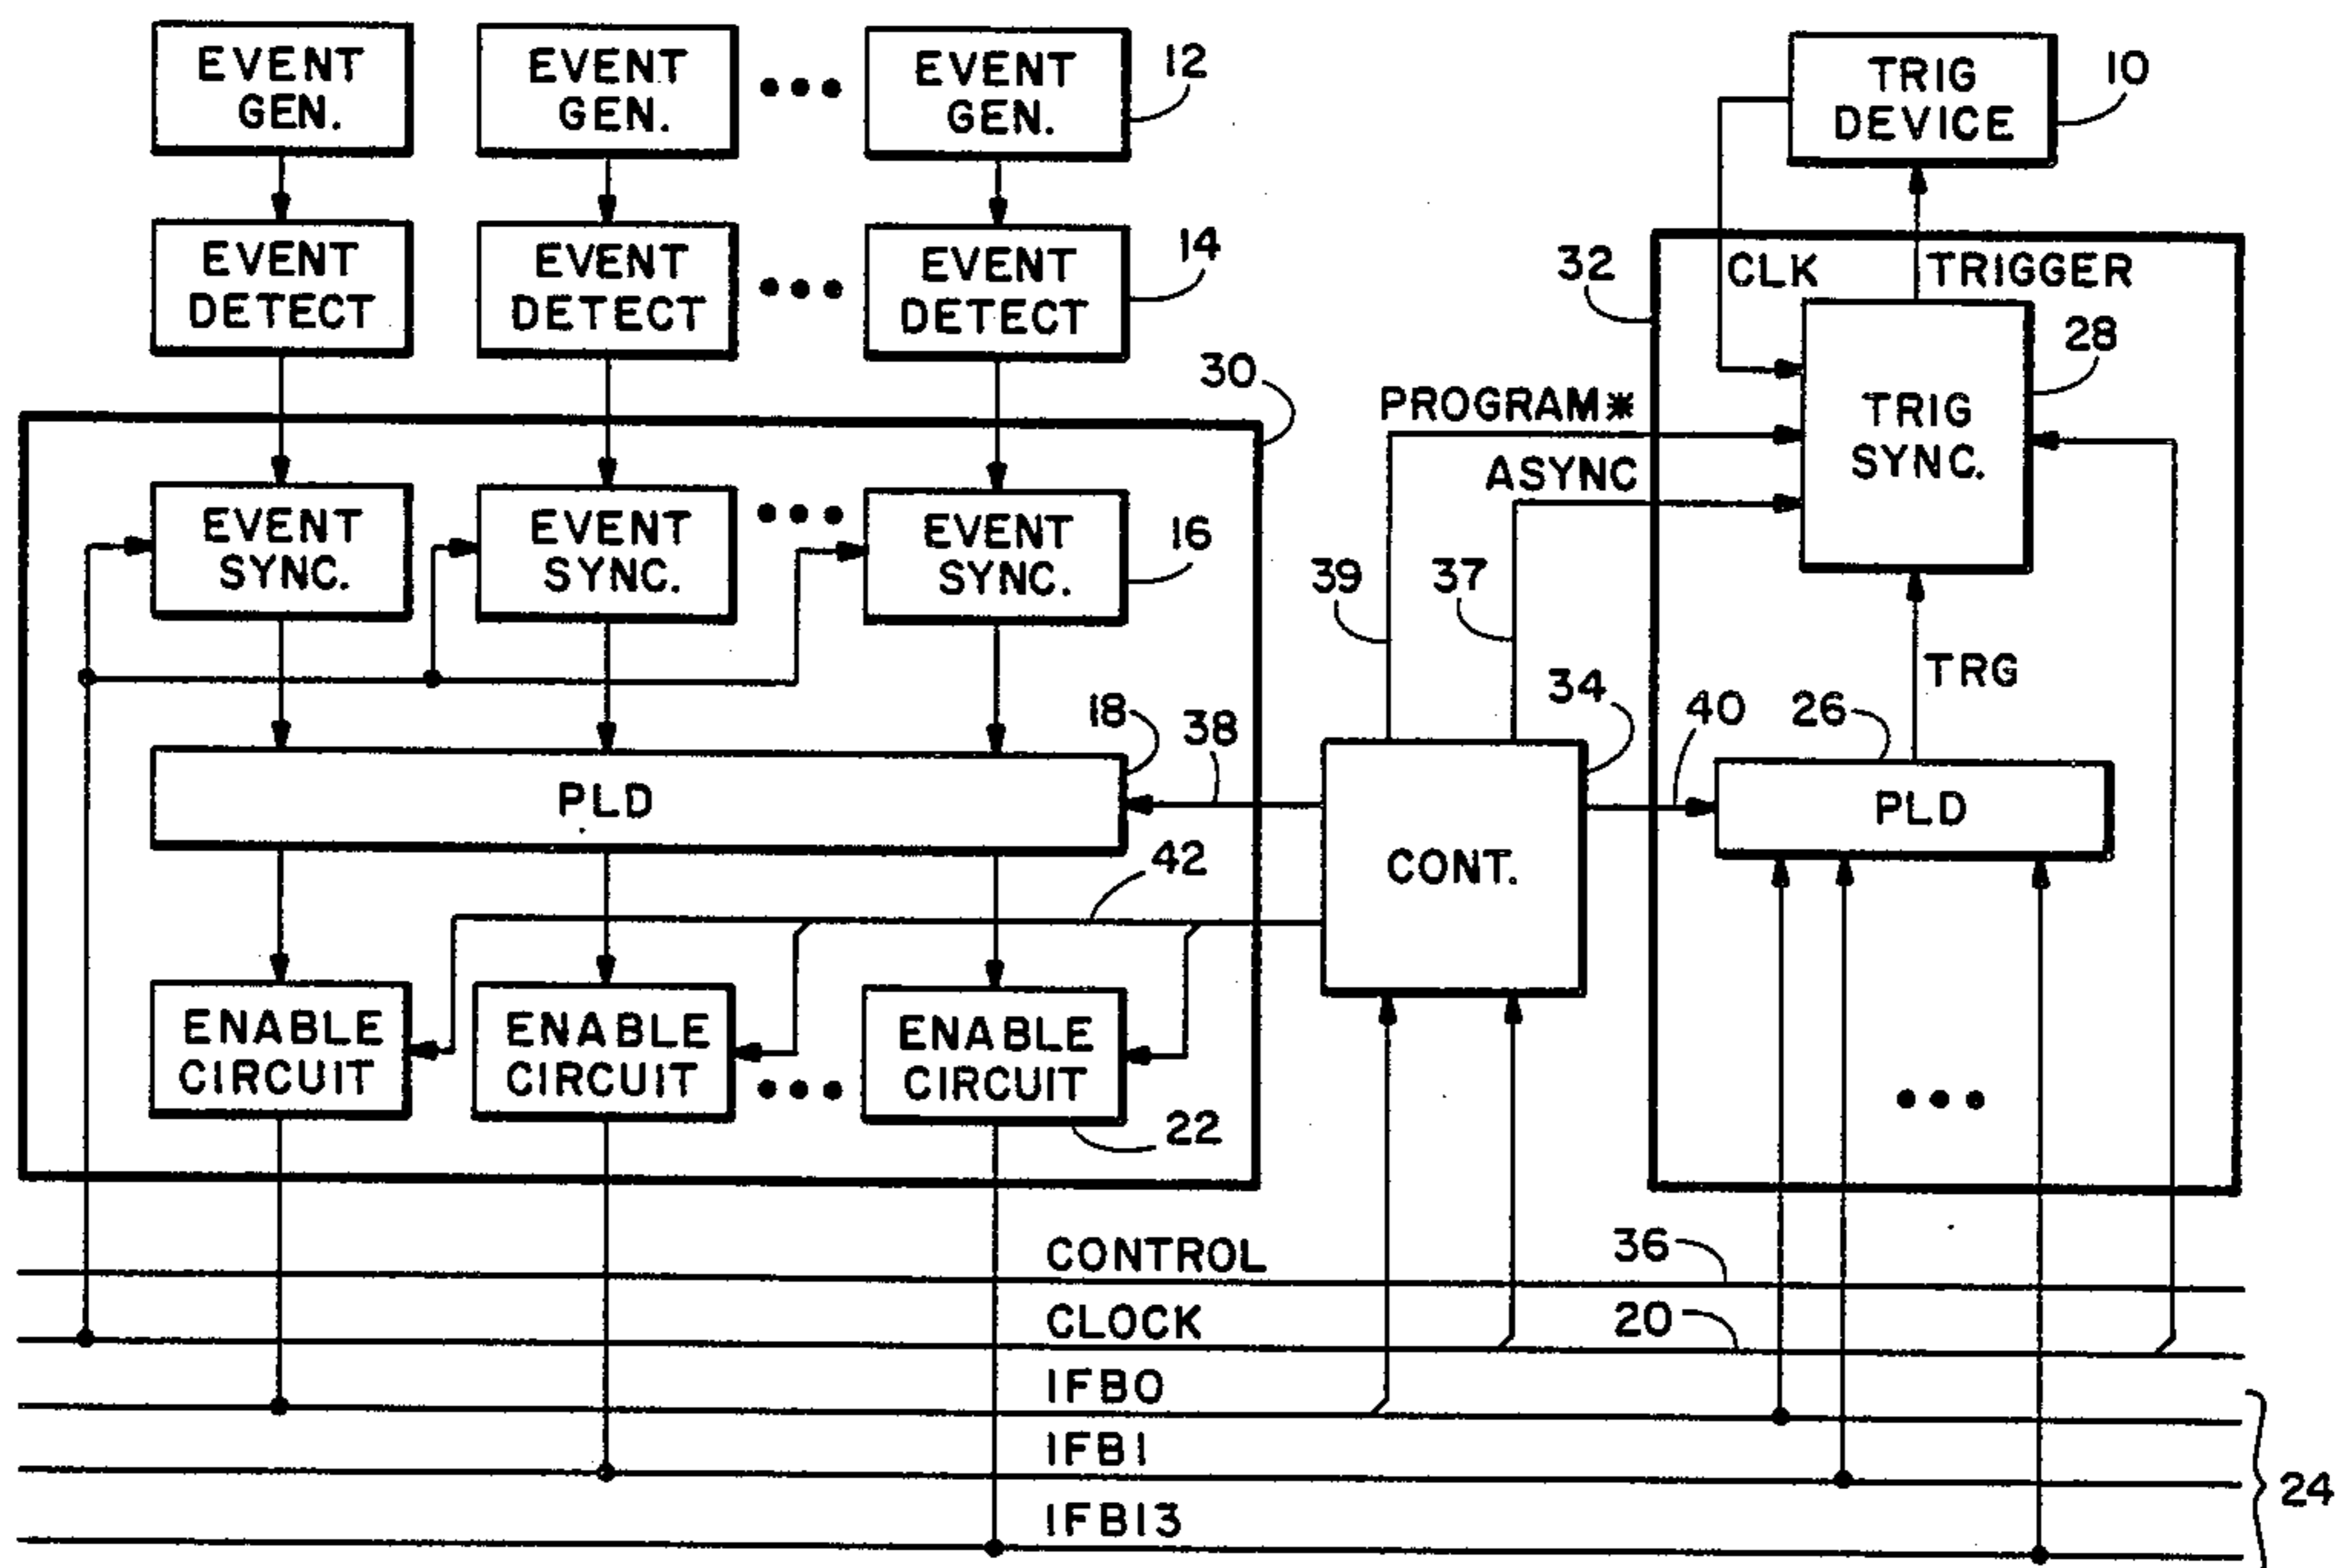 EVENT
GEN.
EVENT
GEN.
EVENT
GEN.
12
TRIG
DEVICE
10
EVENT
DETECT
EVENT
DETECT
EVENT
DETECT
14
32
CLK
TRIGGER
30
28
TRIG
SYNC.
PROGRAM*
ASYNC
EVENT
SYNC.
EVENT
SYNC.
EVENT
SYNC.
16
39
37
TRG
18
38
34
40
26
PLD
CONT.
PLD
42
ENABLE
CIRCUIT
ENABLE
CIRCUIT
ENABLE
CIRCUIT
22
CONTROL
36
CLOCK
20
IFB0
IFB1
IFB13
24